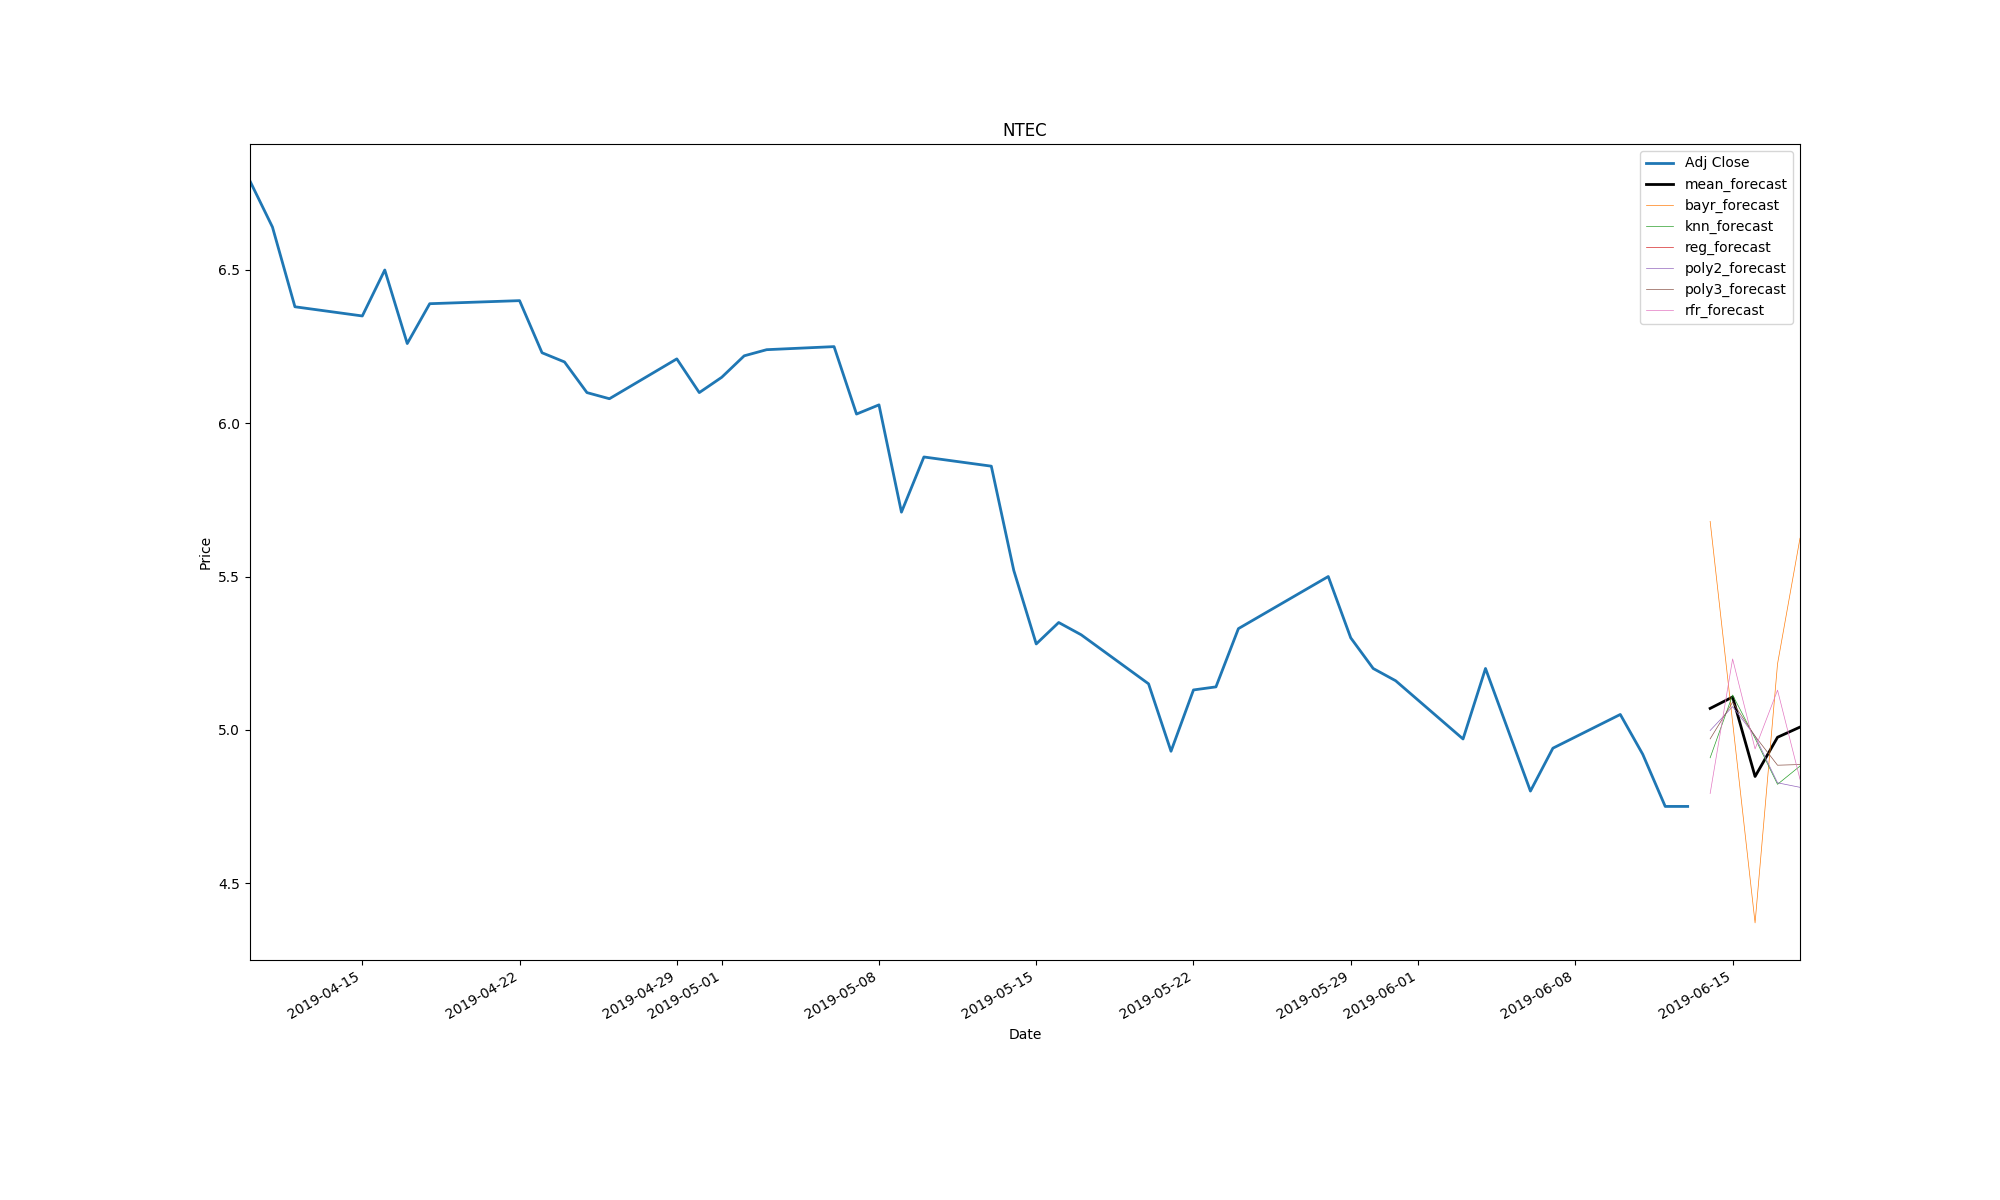 NTEC
Adj Close
mean_forecast
bayr_forecast
knn_forecast
reg_forecast
poly2_forecast
poly3_forecast
rfr_forecast
6.5
6.0
5.5
5.0
4.5
Price
2019-04-15
2019-04-22
2019-04-29
2019-05-01
2019-05-08
2019-05-15
2019-05-22
2019-05-29
2019-06-01
2019-06-08
2019-06-15
Date